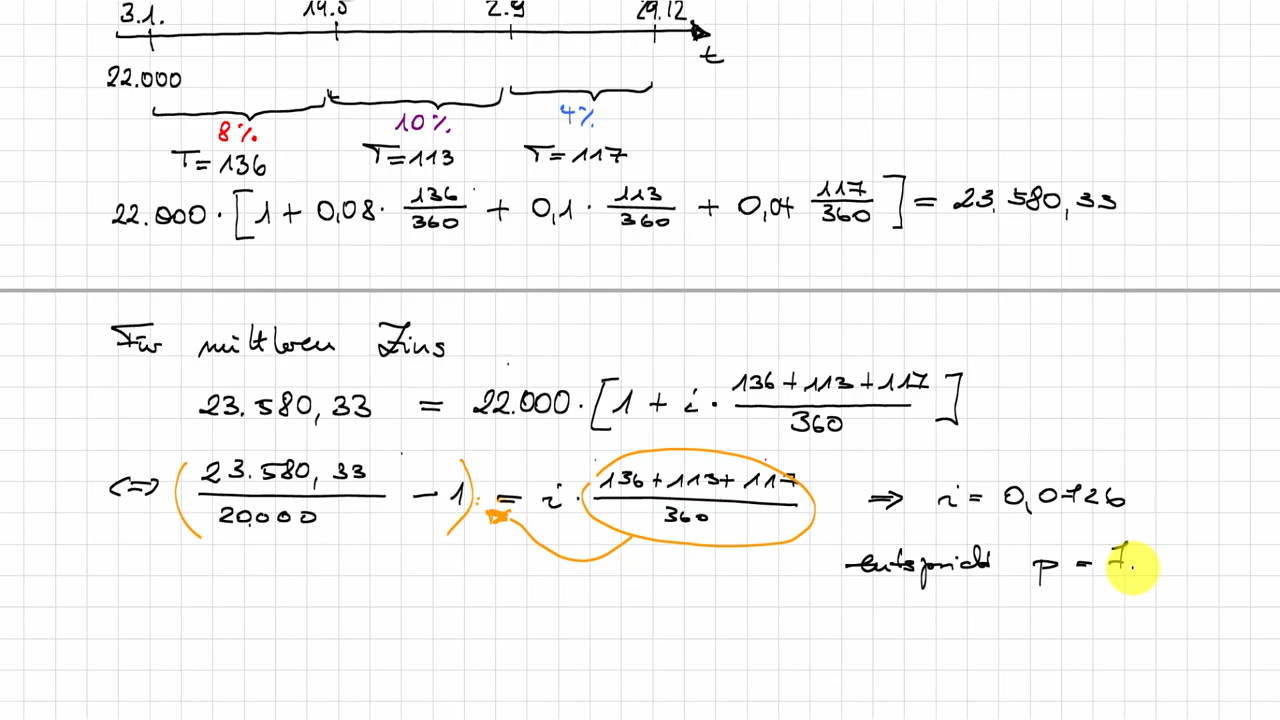 3.1. 19.5 2.9 29.12
t
22.000
8% 10% 4%
T=136 T=113 T=117
22.000 · [1 + 0,08 · 136/360 + 0,1 · 113/360 + 0,04 117/360] = 23.580,33
Für mittleren Zins
23.580,33 = 22.000 · [1 + i · 136+113+117/360]
⇔ (23.580,33/20.000 − 1) : = i · 136+113+117/360 ⇒ i = 0,0726
entspricht p = 7.